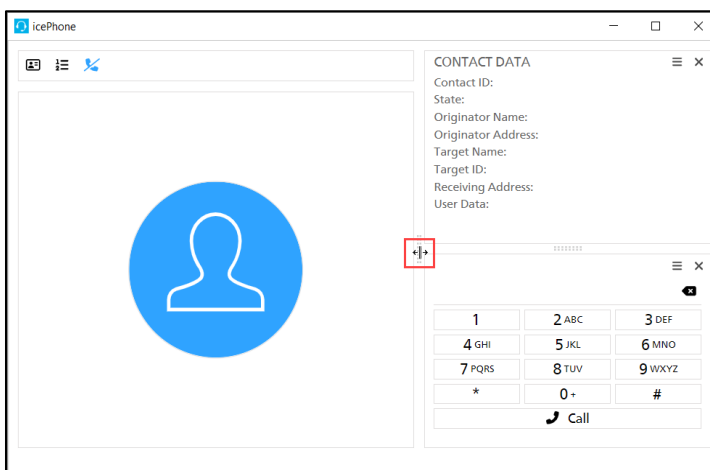 icePhone
CONTACT DATA
Contact ID:
State:
Originator Name:
Originator Address:
Target Name:
Target ID:
Receiving Address:
User Data:
1 2 ABC 3 DEF
4 GHI 5 JKL 6 MNO
7 PQRS 8 TUV 9 WXYZ
* 0 + #
Call